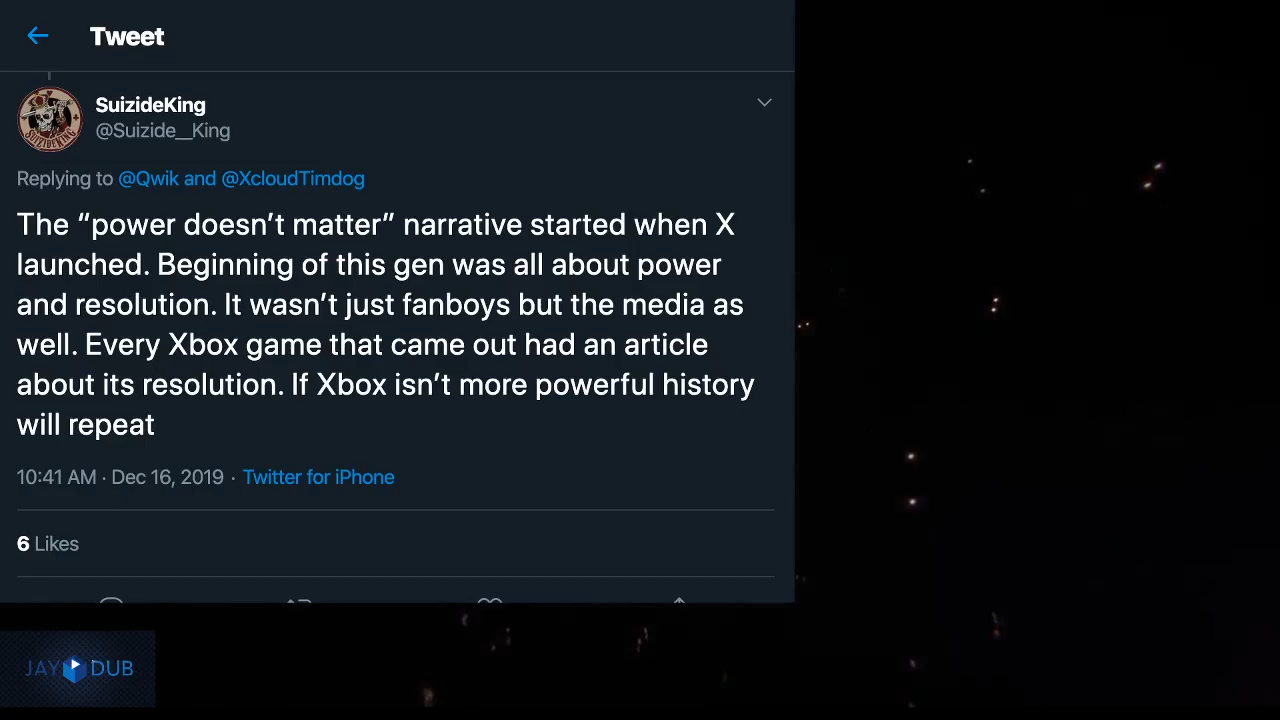 Tweet
SuizideKing
@Suizide__King
Replying to @Qwik and @XcloudTimdog
The “power doesn’t matter“ narrative started when X
launched. Beginning of this gen was all about power
and resolution. It wasn’t just fanboys but the media as
well. Every Xbox game that came out had an article
about its resolution. If Xbox isn’t more powerful history
will repeat
10:41 AM · Dec 16, 2019 · Twitter for iPhone
6 Likes
JAY DUB